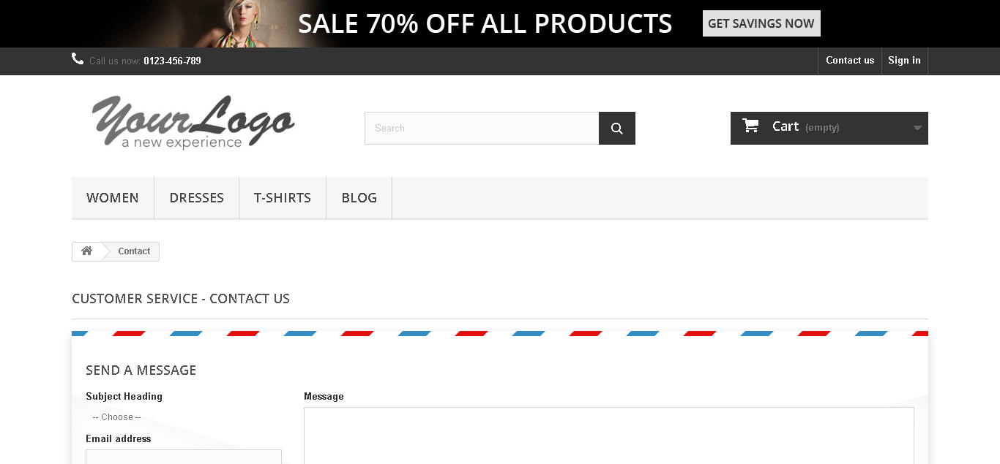 SALE 70% OFF ALL PRODUCTS GET SAVINGS NOW
Call us now: 0123-456-789 Contact us Sign in
YourLogo
a new experience
Search
Cart (empty)
WOMEN DRESSES T-SHIRTS BLOG
Contact
CUSTOMER SERVICE - CONTACT US
SEND A MESSAGE
Subject Heading
-- Choose --
Email address
Message